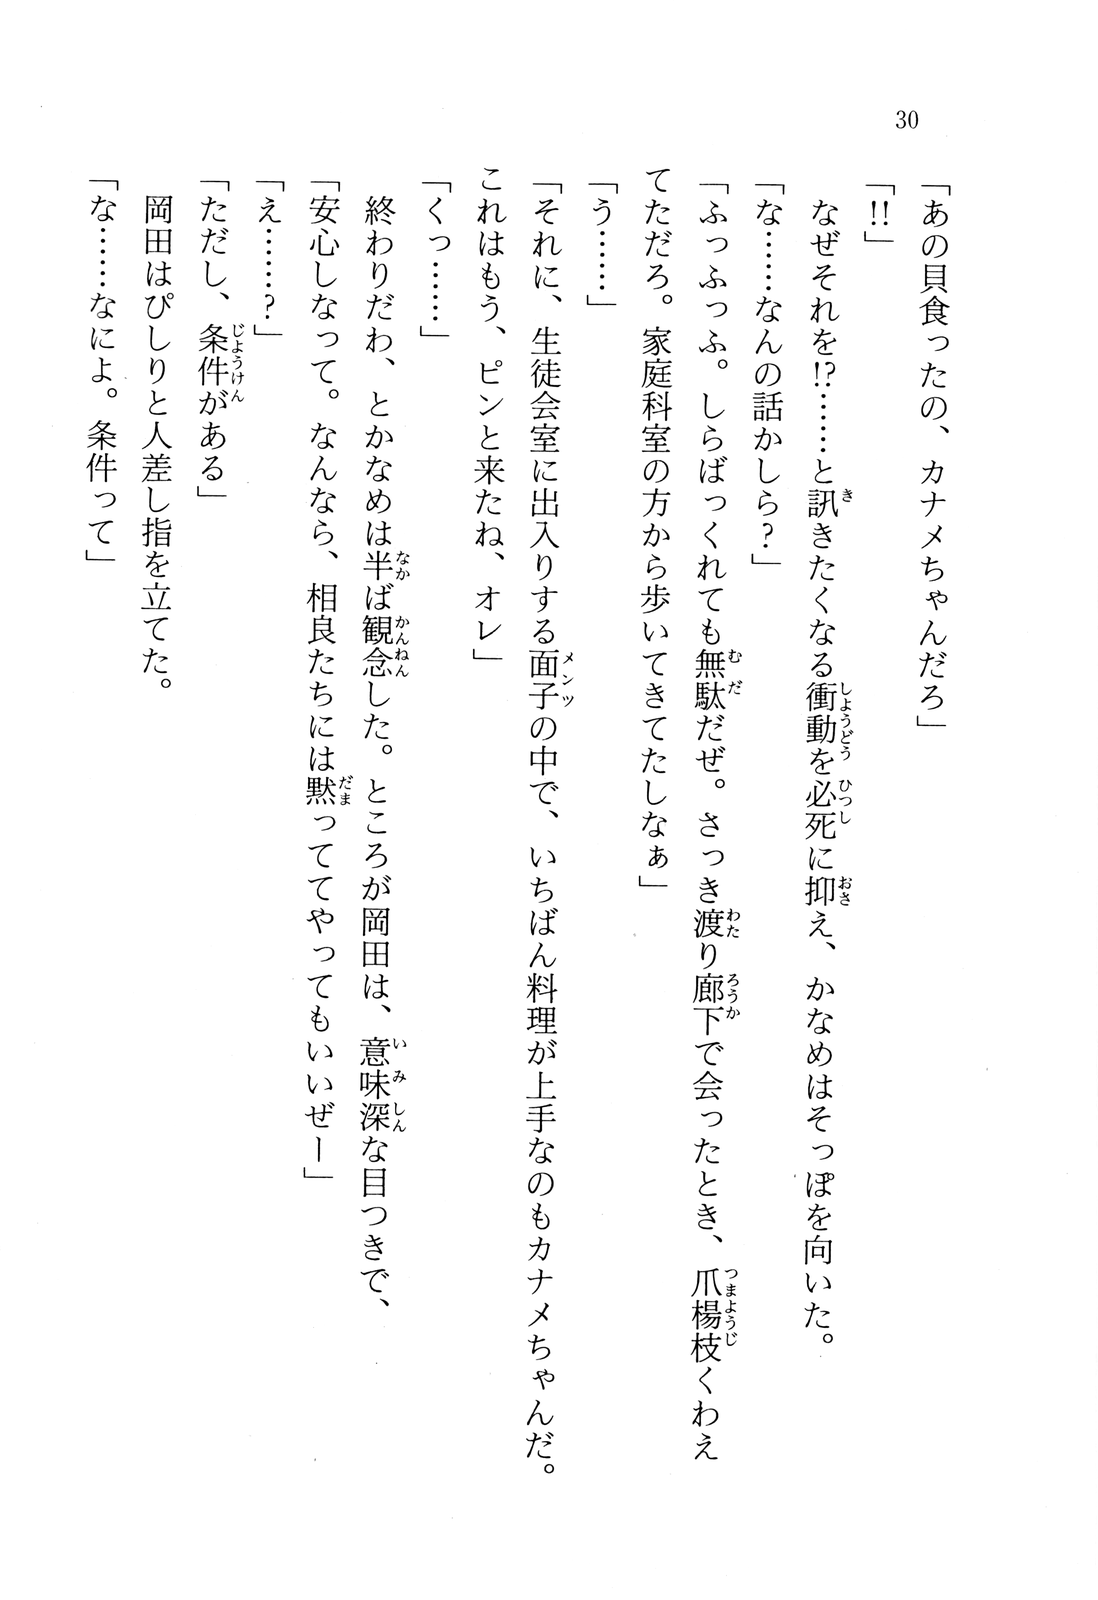 30
「あの貝食ったの、カナメちゃんだろ」
「!!」
なぜそれを!?……と訊きたくなる衝動を必死に抑え、かなめはそっぽを向いた。
「な……なんの話かしら?」
「ふっふっふ。しらばっくれても無駄だぜ。さっき渡り廊下で会ったとき、爪楊枝くわえ
てただろ。家庭科室の方から歩いてきてたしなぁ」
「う……」
「それに、生徒会室に出入りする面子の中で、いちばん料理が上手なのもカナメちゃんだ。
これはもう、ピンと来たね、オレ」
「くっ……」
終わりだわ、とかなめは半ば観念した。ところが岡田は、意味深な目つきで、
「安心しなって。なんなら、相良たちには黙っててやってもいいぜー」
「え……?」
「ただし、条件がある」
岡田はぴしりと人差し指を立てた。
「な……なによ。条件って」